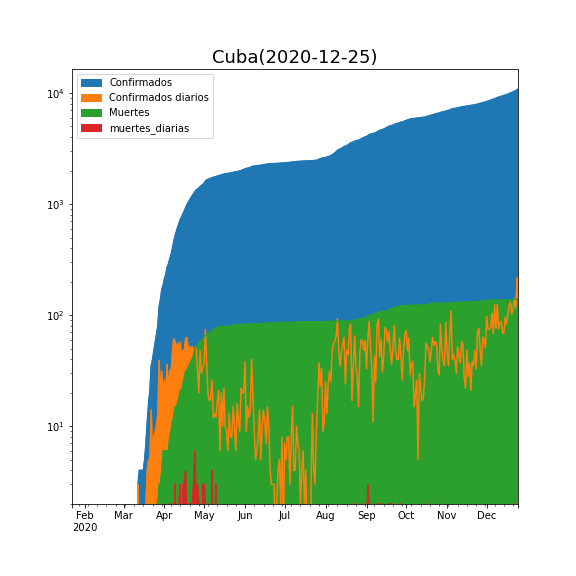 Cuba(2020-12-25)
Confirmados
Confirmados diarios
Muertes
muertes_diarias
10⁴
10³
10²
10¹
Feb Mar Apr May Jun Jul Aug Sep Oct Nov Dec
2020